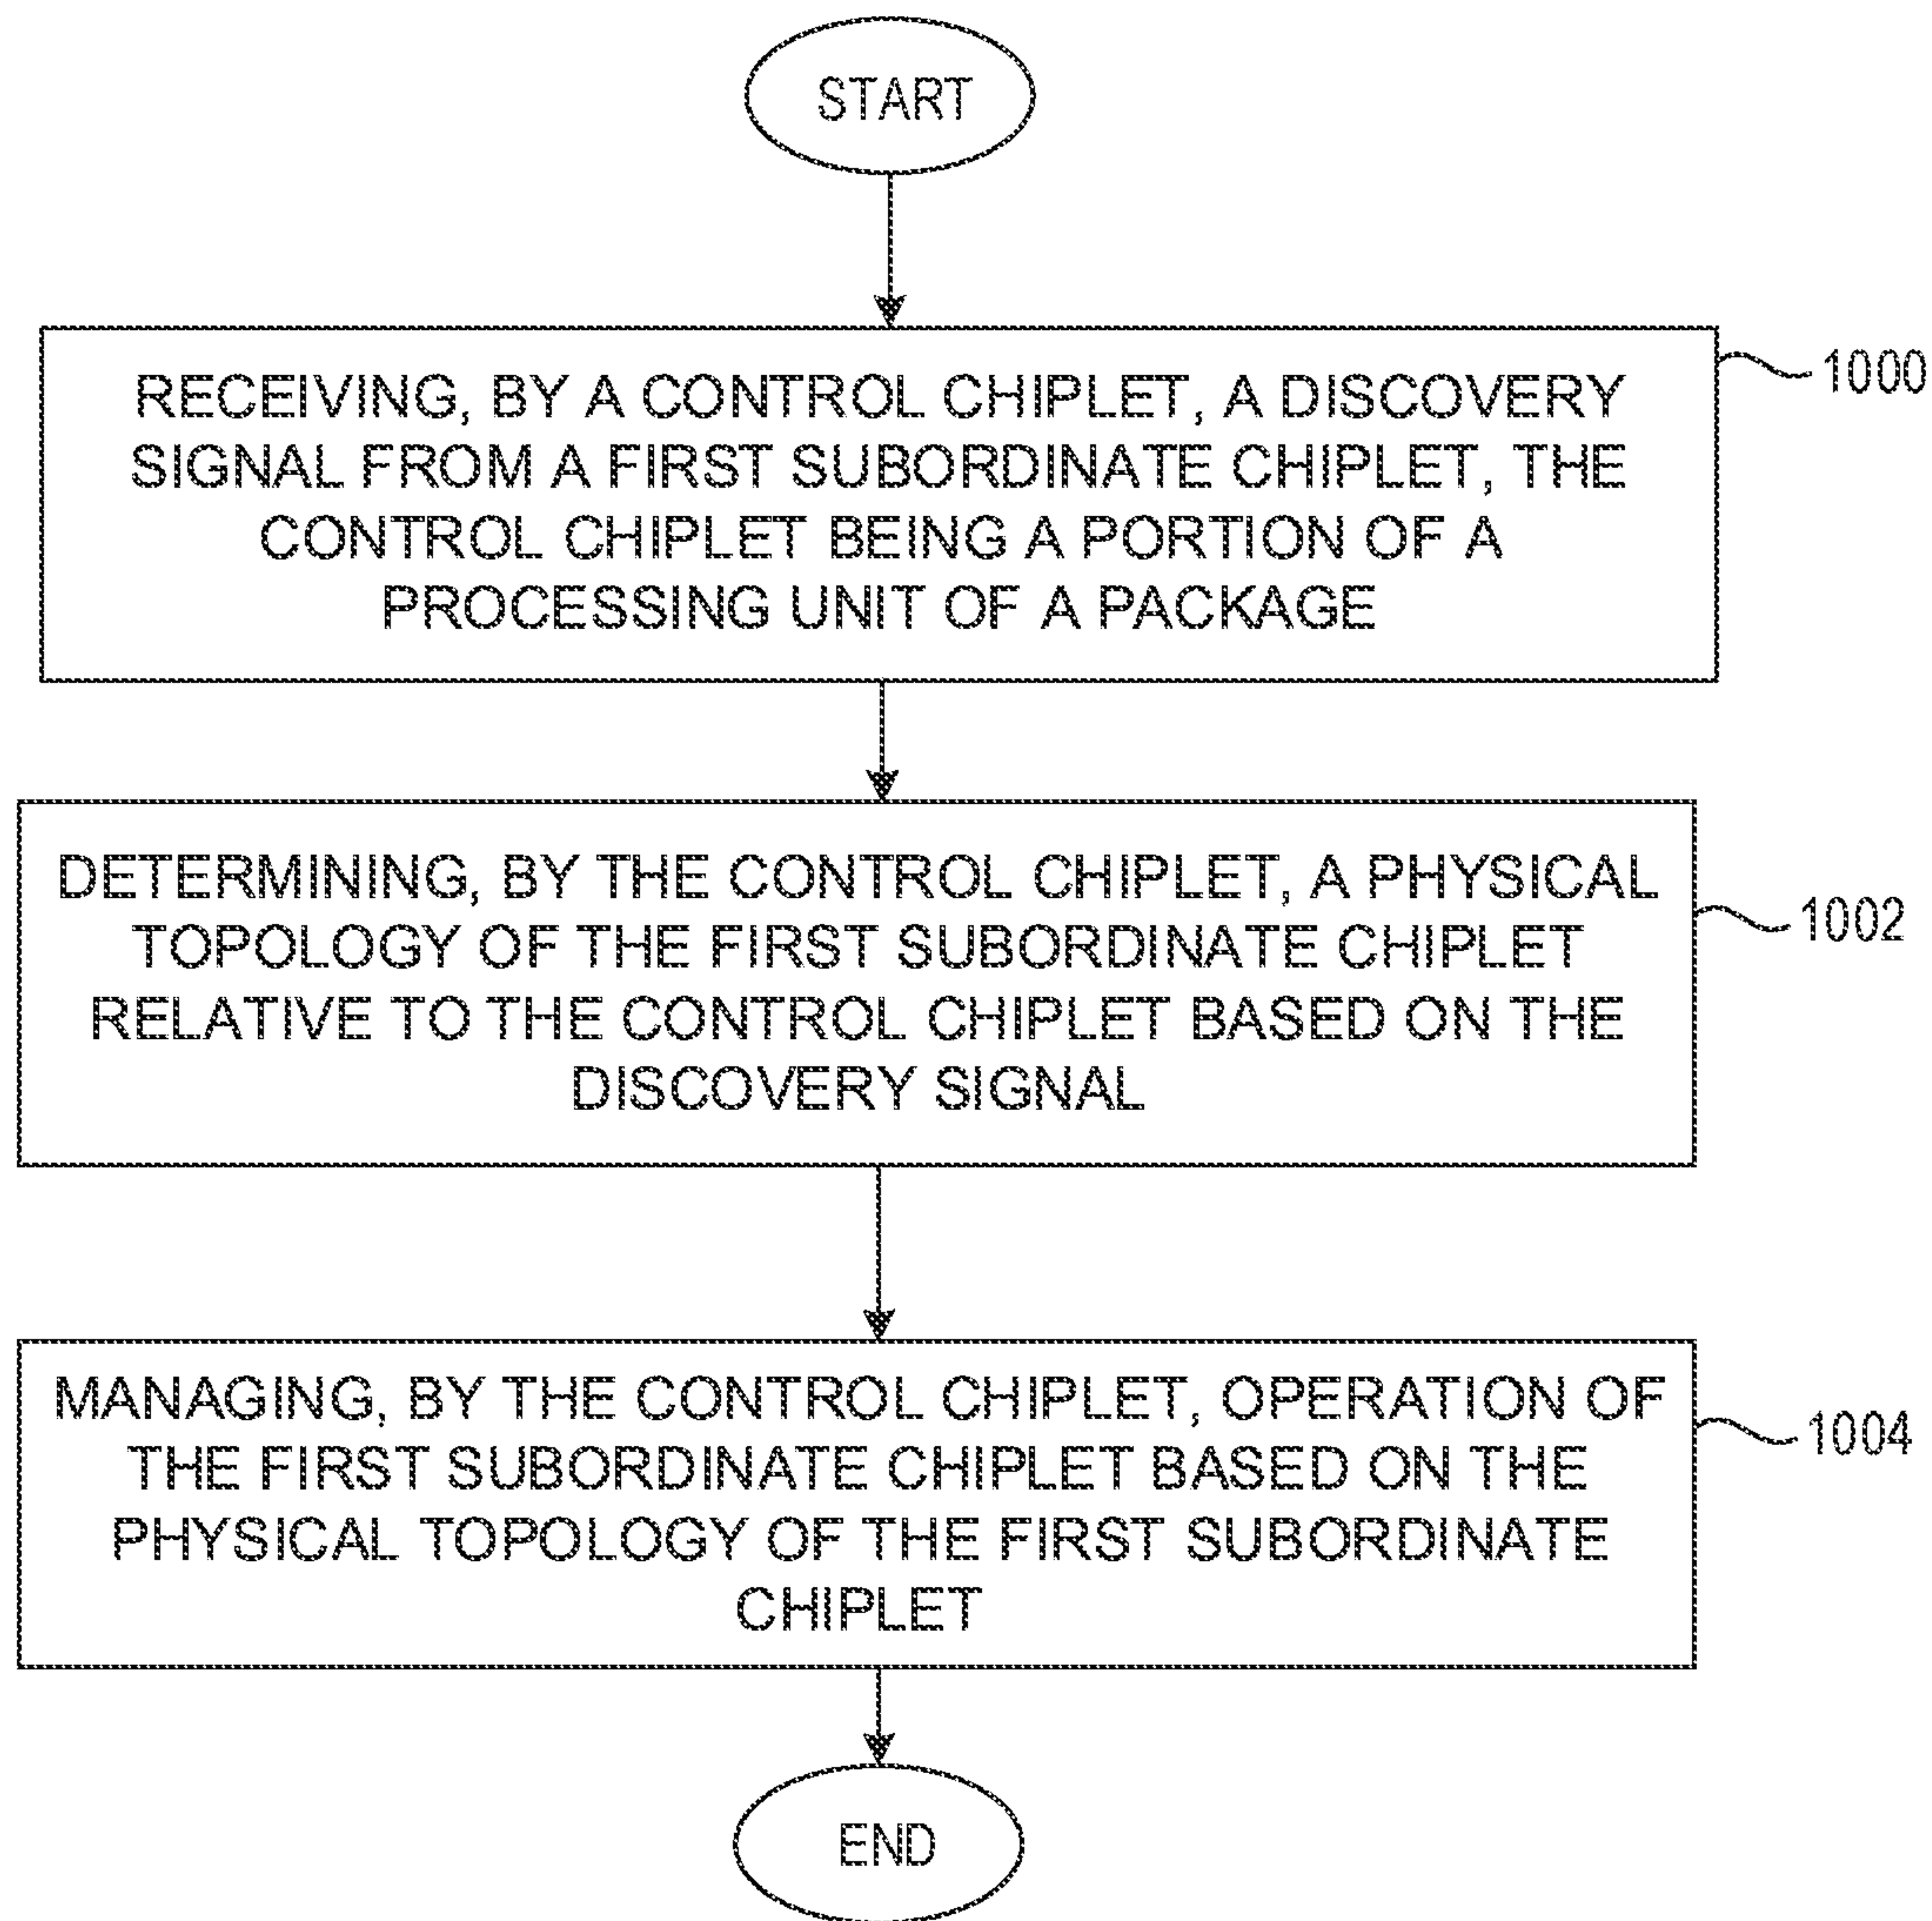 START
RECEIVING, BY A CONTROL CHIPLET, A DISCOVERY
SIGNAL FROM A FIRST SUBORDINATE CHIPLET, THE
CONTROL CHIPLET BEING A PORTION OF A
PROCESSING UNIT OF A PACKAGE
1000
DETERMINING, BY THE CONTROL CHIPLET, A PHYSICAL
TOPOLOGY OF THE FIRST SUBORDINATE CHIPLET
RELATIVE TO THE CONTROL CHIPLET BASED ON THE
DISCOVERY SIGNAL
1002
MANAGING, BY THE CONTROL CHIPLET, OPERATION OF
THE FIRST SUBORDINATE CHIPLET BASED ON THE
PHYSICAL TOPOLOGY OF THE FIRST SUBORDINATE
CHIPLET
1004
END